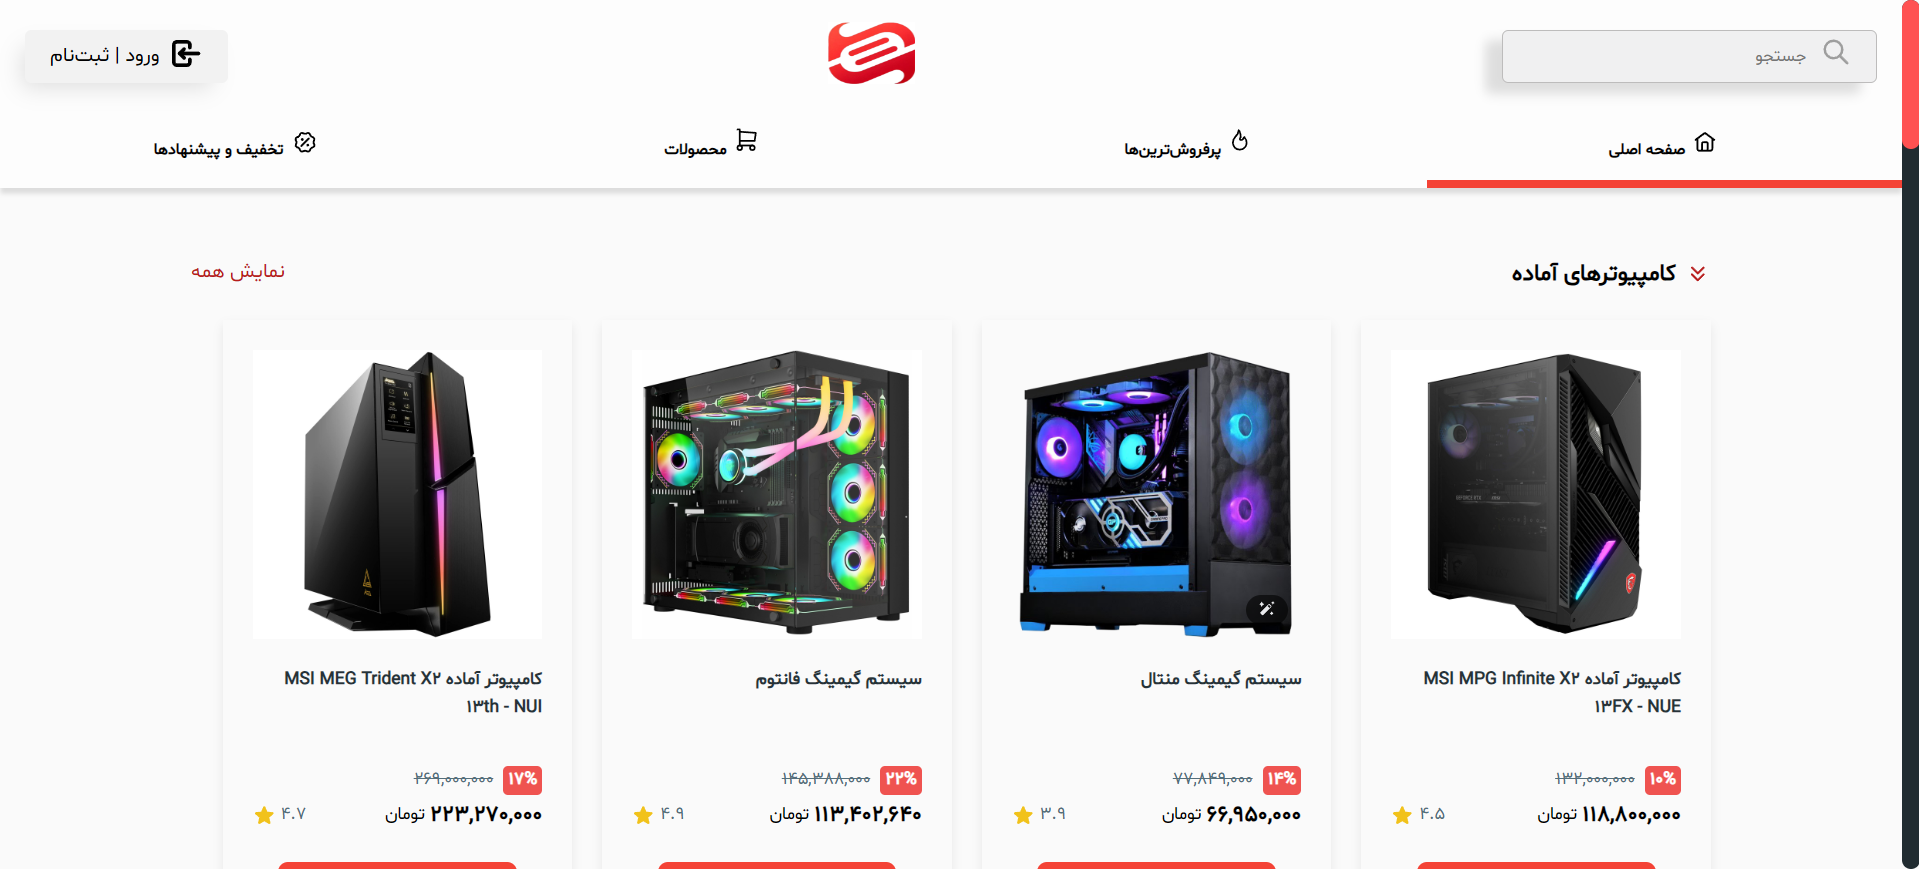 جستجو
ورود | ثبت‌نام
صفحه اصلی
پرفروش‌ترین‌ها
محصولات
تخفیف و پیشنهادها
کامپیوترهای آماده
نمایش همه
کامپیوتر آماده MSI MPG Infinite X۲
۱۳FX - NUE
۱۰%
۱۳۲,۰۰۰,۰۰۰
۱۱۸,۸۰۰,۰۰۰ تومان
۴.۵
سیستم گیمینگ منتال
۱۴%
۷۷,۸۴۹,۰۰۰
۶۶,۹۵۰,۰۰۰ تومان
۳.۹
سیستم گیمینگ فانتوم
۲۲%
۱۴۵,۳۸۸,۰۰۰
۱۱۳,۴۰۲,۶۴۰ تومان
۴.۹
کامپیوتر آماده MSI MEG Trident X۲
۱۳th - NUI
۱۷%
۲۶۹,۰۰۰,۰۰۰
۲۲۳,۲۷۰,۰۰۰ تومان
۴.۷